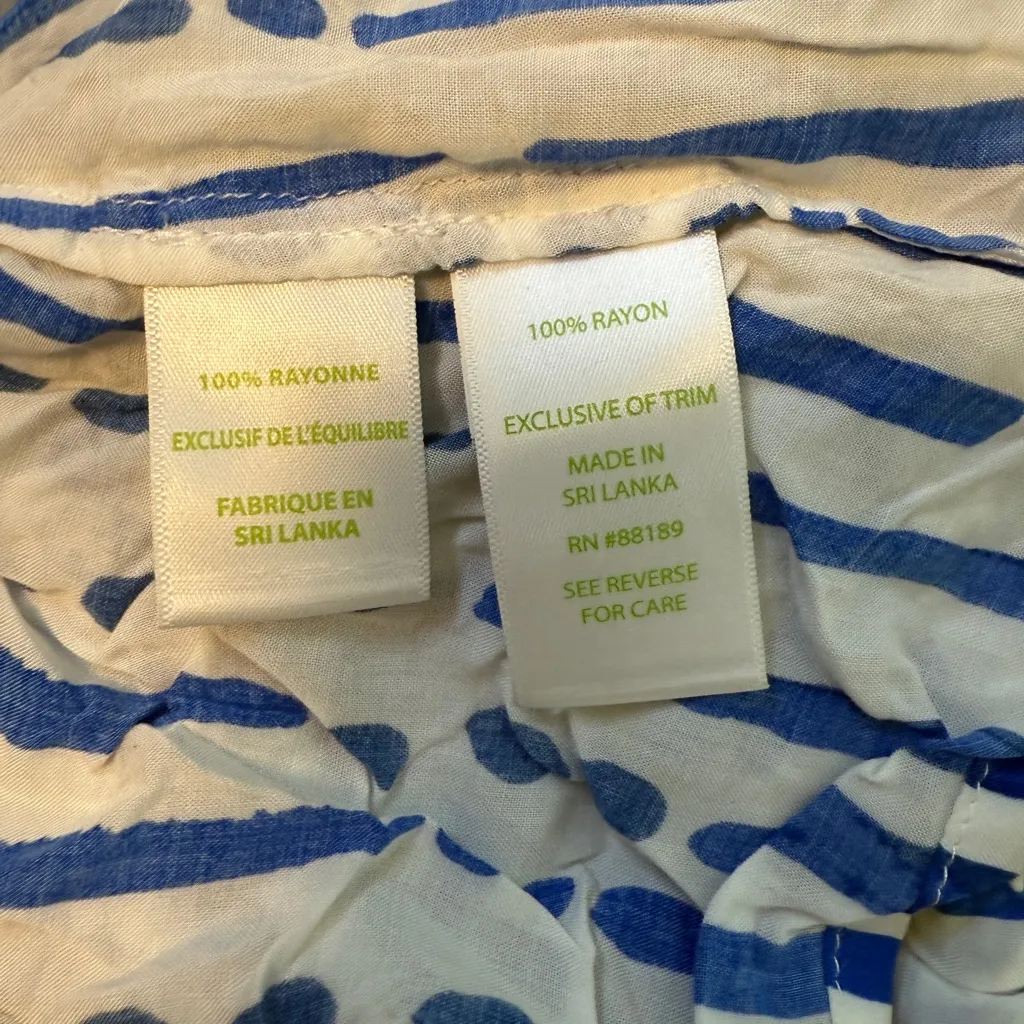 100% RAYONNE
EXCLUSIF DE L'ÉQUILIBRE
FABRIQUE EN
SRI LANKA
100% RAYON
EXCLUSIVE OF TRIM
MADE IN
SRI LANKA
RN #88189
SEE REVERSE
FOR CARE